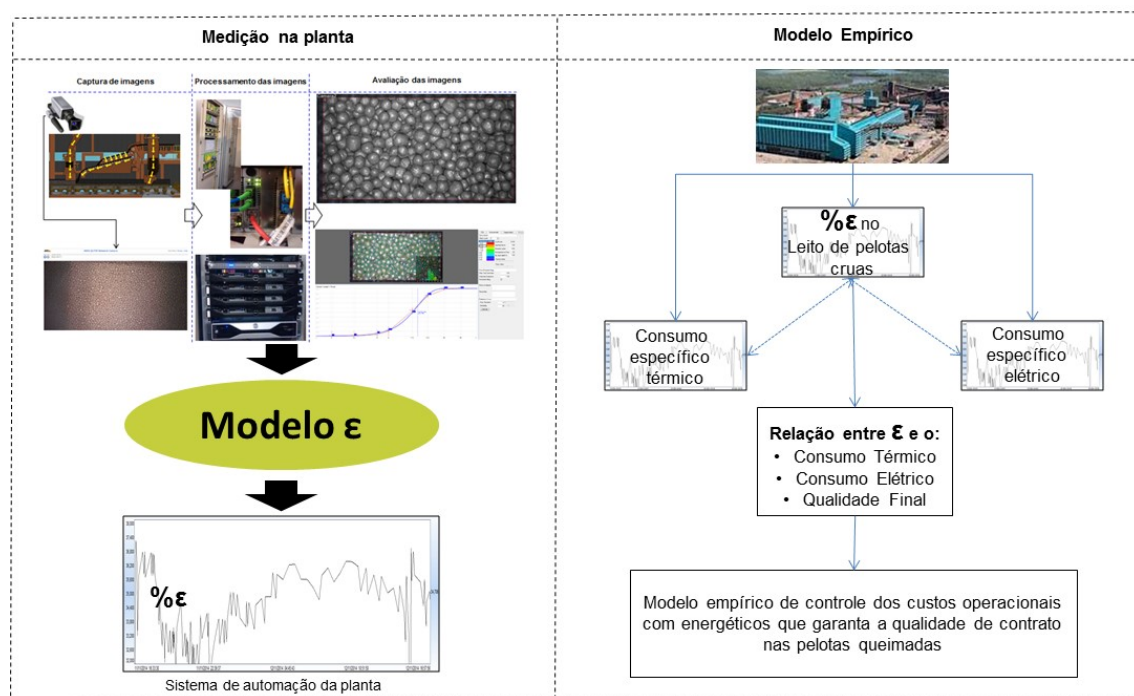 Medição na planta
Modelo Empírico
Captura de imagens
Processamento das imagens
Avaliação das imagens
Modelo ε
%ε
Sistema de automação da planta
%ε no
Leito de pelotas
cruas
Consumo
específico
térmico
Consumo
específico
elétrico
Relação entre ε e o:
• Consumo Térmico
• Consumo Elétrico
• Qualidade Final
Modelo empírico de controle dos custos operacionais
com energéticos que garanta a qualidade de contrato
nas pelotas queimadas